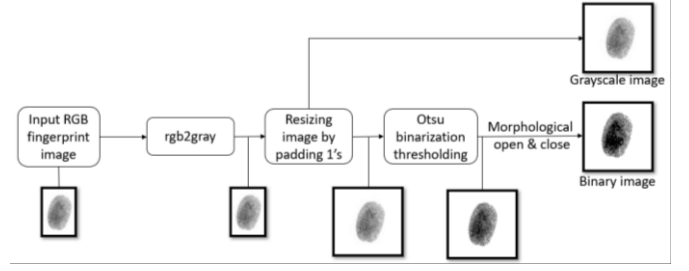 Grayscale image
Input RGB
fingerprint
image
rgb2gray
Resizing
image by
padding 1's
Otsu
binarization
thresholding
Morphological
open & close
Binary image